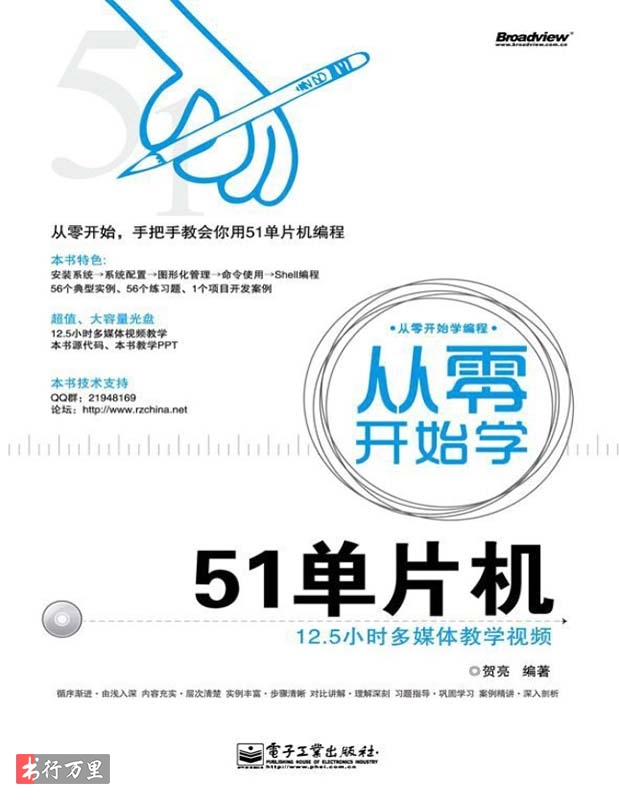 Broadview®
www.broadview.com.cn
51
从零开始，手把手教会你用51单片机编程
本书特色:
安装系统→系统配置→图形化管理→命令使用→Shell编程
56个典型实例、56个练习题、1个项目开发案例
超值、大容量光盘
12.5小时多媒体视频教学
本书源代码、本书教学PPT
本书技术支持
QQ群：21948169
论坛：http://www.rzchina.net
•从零开始学编程•
从零
开始学
51单片机
12.5小时多媒体教学视频
◎贺亮 编著
循序渐进·由浅入深 内容充实·层次清楚 实例丰富·步骤清晰 对比讲解·理解深刻 习题指导·巩固学习 案例精讲·深入剖析
电子工业出版社
PUBLISHING HOUSE OF ELECTRONICS INDUSTRY
http://www.phei.com.cn
书行万里